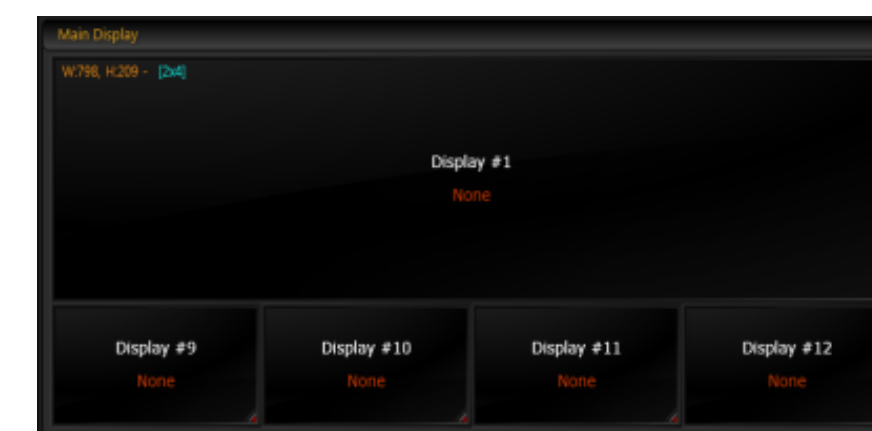 Main Display
W:798, H:209 - [2x4]
Display #1
None
Display #9
None
Display #10
None
Display #11
None
Display #12
None